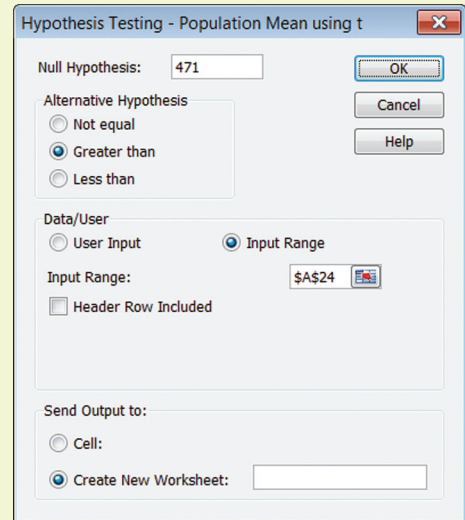 Hypothesis Testing - Population Mean using t
Null Hypothesis: 471
OK
Alternative Hypothesis
Cancel
Not equal
Help
Greater than
Less than
Data/User
User Input Input Range
Input Range: $A$24
Header Row Included
Send Output to:
Cell:
Create New Worksheet: